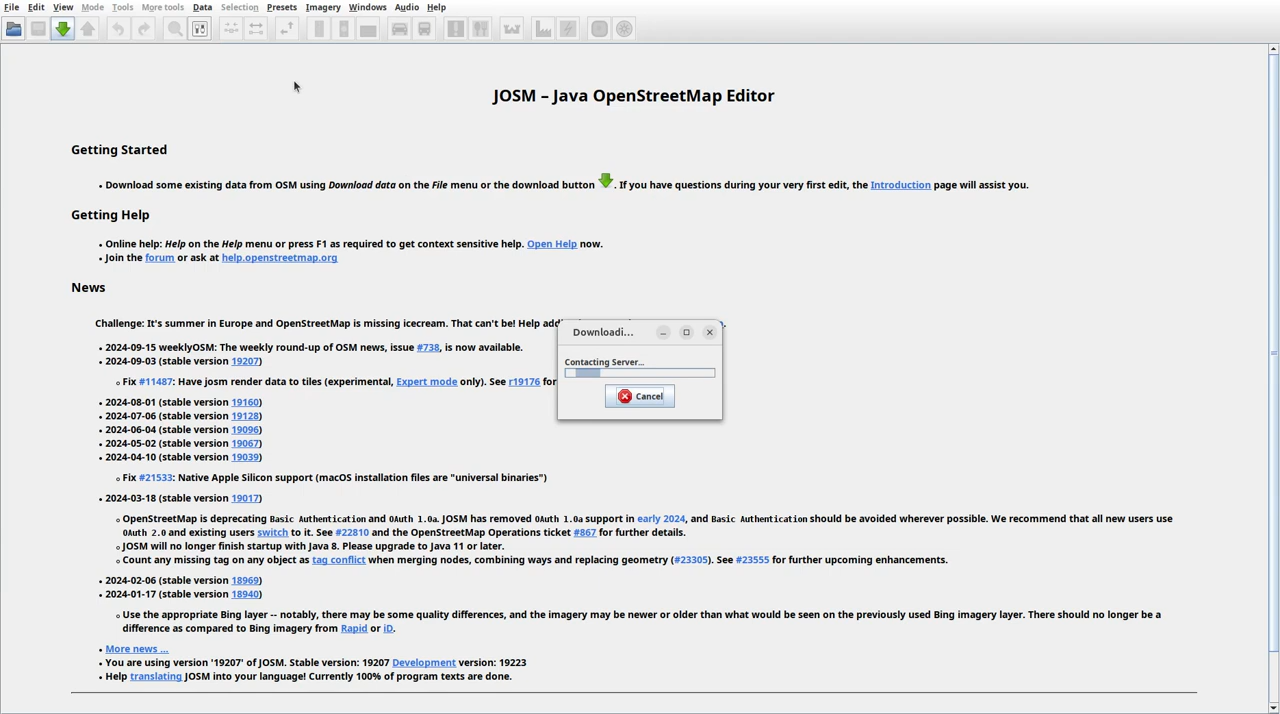 File Edit View Mode Tools More tools Data Selection Presets Imagery Windows Audio Help
JOSM – Java OpenStreetMap Editor
Getting Started
Download some existing data from OSM using Download data on the File menu or the download button . If you have questions during your very first edit, the Introduction page will assist you.
Getting Help
Online help: Help on the Help menu or press F1 as required to get context sensitive help. Open Help now.
Join the forum or ask at help.openstreetmap.org
News
Challenge: It's summer in Europe and OpenStreetMap is missing icecream. That can't be! Help
Downloadi...
2024-09-15 weeklyOSM: The weekly round-up of OSM news, issue #738, is now available.
2024-09-03 (stable version 19207)
Contacting Server...
Fix #11487: Have josm render data to tiles (experimental, Expert mode only). See r19176 for
Cancel
2024-08-01 (stable version 19160)
2024-07-06 (stable version 19128)
2024-06-04 (stable version 19096)
2024-05-02 (stable version 19067)
2024-04-10 (stable version 19039)
Fix #21533: Native Apple Silicon support (macOS installation files are "universal binaries")
2024-03-18 (stable version 19017)
OpenStreetMap is deprecating Basic Authentication and OAuth 1.0a. JOSM has removed OAuth 1.0a support in early 2024, and Basic Authentication should be avoided wherever possible. We recommend that all new users use
OAuth 2.0 and existing users switch to it. See #22810 and the OpenStreetMap Operations ticket #867 for further details.
JOSM will no longer finish startup with Java 8. Please upgrade to Java 11 or later.
Count any missing tag on any object as tag conflict when merging nodes, combining ways and replacing geometry (#23305). See #23555 for further upcoming enhancements.
2024-02-06 (stable version 18969)
2024-01-17 (stable version 18940)
Use the appropriate Bing layer -- notably, there may be some quality differences, and the imagery may be newer or older than what would be seen on the previously used Bing imagery layer. There should no longer be a
difference as compared to Bing imagery from Rapid or iD.
More news ...
You are using version '19207' of JOSM. Stable version: 19207 Development version: 19223
Help translating JOSM into your language! Currently 100% of program texts are done.